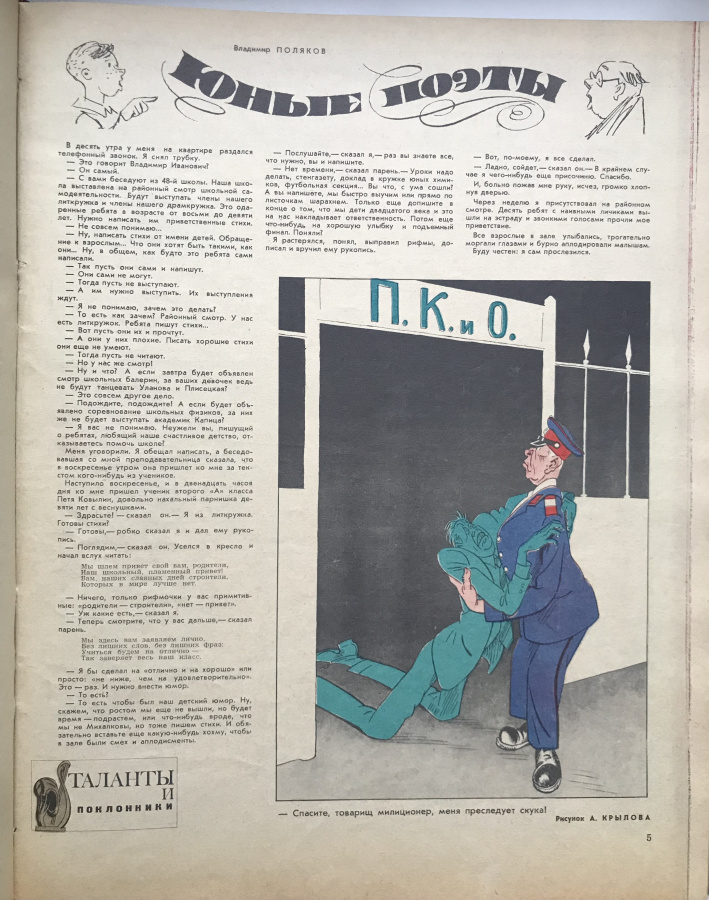 Владимир ПОЛЯКОВ
ЮНЫЕ ПОЭТЫ
В десять утра у меня на квартире раздался
телефонный звонок. Я снял трубку.
— Это говорит Владимир Иванович?
— Он самый.
— С вами беседуют из 48-й школы. Наша шко-
ла выставлена на районный смотр школьной са-
модеятельности. Будут выступать члены нашего
литкружка и члены нашего драмкружка. Это ода-
ренные ребята в возрасте от восьми до девяти
лет. Нужно написать им приветственные стихи.
— Не совсем понимаю...
— Ну, написать стихи от имени детей. Обраще-
ние к взрослым... Что они хотят быть такими, как
они... Ну, в общем, как будто это ребята сами
написали.
— Так пусть они сами и напишут.
— Они сами не могут.
— Тогда пусть не выступают.
— А им нужно выступить. Их выступления
ждут.
— Я не понимаю, зачем это делать?
— То есть как зачем? Районный смотр. У нас
есть литкружок. Ребята пишут стихи...
— Вот пусть они их и прочтут.
— А они у них плохие. Писать хорошие стихи
они еще не умеют.
— Тогда пусть не читают.
— Но у нас же смотр!
— Ну и что? А если завтра будет объявлен
смотр школьных балерин, за ваших девочек ведь
не будут танцевать Уланова и Плисецкая?
— Это совсем другое дело.
— Подождите, подождите! А если будет объ-
явлено соревнование школьных физиков, за них
же не будет выступать академик Капица?
— Я вас не понимаю. Неужели вы, пишущий
о ребятах, любящий наше счастливое детство, от-
казываетесь помочь школе?
Меня уговорили. Я обещал написать, а беседо-
вавшая со мной преподавательница сказала, что
в воскресенье утром она пришлет ко мне за тек-
стом кого-нибудь из учеников.
Наступило воскресенье, и в двенадцать часов
дня ко мне пришел ученик второго «А» класса
Петя Ковылин, довольно нахальный парнишка де-
вяти лет с веснушками.
— Здрасьте! — сказал он.— Я из литкружка.
Готовы стихи?
— Готовы,— робко сказал я и дал ему руко-
пись.
— Поглядим,— сказал он. Уселся в кресло и
начал вслух читать:
Мы шлем привет свой вам, родители,
Наш школьный, пламенный привет!
Вам, наших славных дней строители,
Которых в мире лучше нет.
— Ничего, только рифмочки у вас примитив-
ные: «родители — строители», «нет — привет».
— Уж какие есть,— сказал я.
— Теперь смотрите, что у вас дальше,— сказал
парень.
Мы здесь вам заявляем лично,
Без лишних слов, без лишних фраз:
Учиться будем на отлично —
Так заверяет весь наш класс.
— Я бы сделал на «отлично и на хорошо» или
просто: «не ниже, чем на удовлетворительно».
Это — раз. И нужно внести юмор.
— То есть?
— То есть чтобы был наш детский юмор. Ну,
скажем, что ростом мы еще не вышли, но будет
время — подрастем, или что-нибудь вроде, что
мы не Михалковы, но тоже пишем стихи. И обя-
зательно вставьте еще какую-нибудь хохму, чтобы
в зале были смех и аплодисменты.
— Послушайте,— сказал я,— раз вы знаете все,
что нужно, вы и напишите.
— Нет времени,— сказал парень.— Уроки надо
делать, стенгазету, доклад в кружке юных хими-
ков, футбольная секция... Вы что, с ума сошли?
А вы напишете, мы быстро выучим или прямо по
листочкам шарахнем. Только еще допишите в
конце о том, что мы дети двадцатого века и это
на нас накладывает ответственность. Потом еще
что-нибудь на хорошую улыбку и подъемный
финал. Поняли?
Я растерялся, понял, выправил рифмы, до-
писал и вручил ему рукопись.
— Вот, по-моему, я все сделал.
— Ладно, сойдет,— сказал он.— В крайнем слу-
чае я чего-нибудь еще присочиню. Спасибо.
И, больно пожав мне руку, исчез, громко хлоп-
нув дверью.
Через неделю я присутствовал на районном
смотре. Десять ребят с наивными личиками вы-
шли на эстраду и звонкими голосами прочли мое
приветствие.
Все взрослые в зале улыбались, трогательно
моргали глазами и бурно аплодировали малышам.
Буду честен: я сам прослезился.
П. К. и О.
— Спасите, товарищ милиционер, меня преследует скука!
Рисунок А. КРЫЛОВА
ТАЛАНТЫ
И
ПОКЛОННИКИ
5